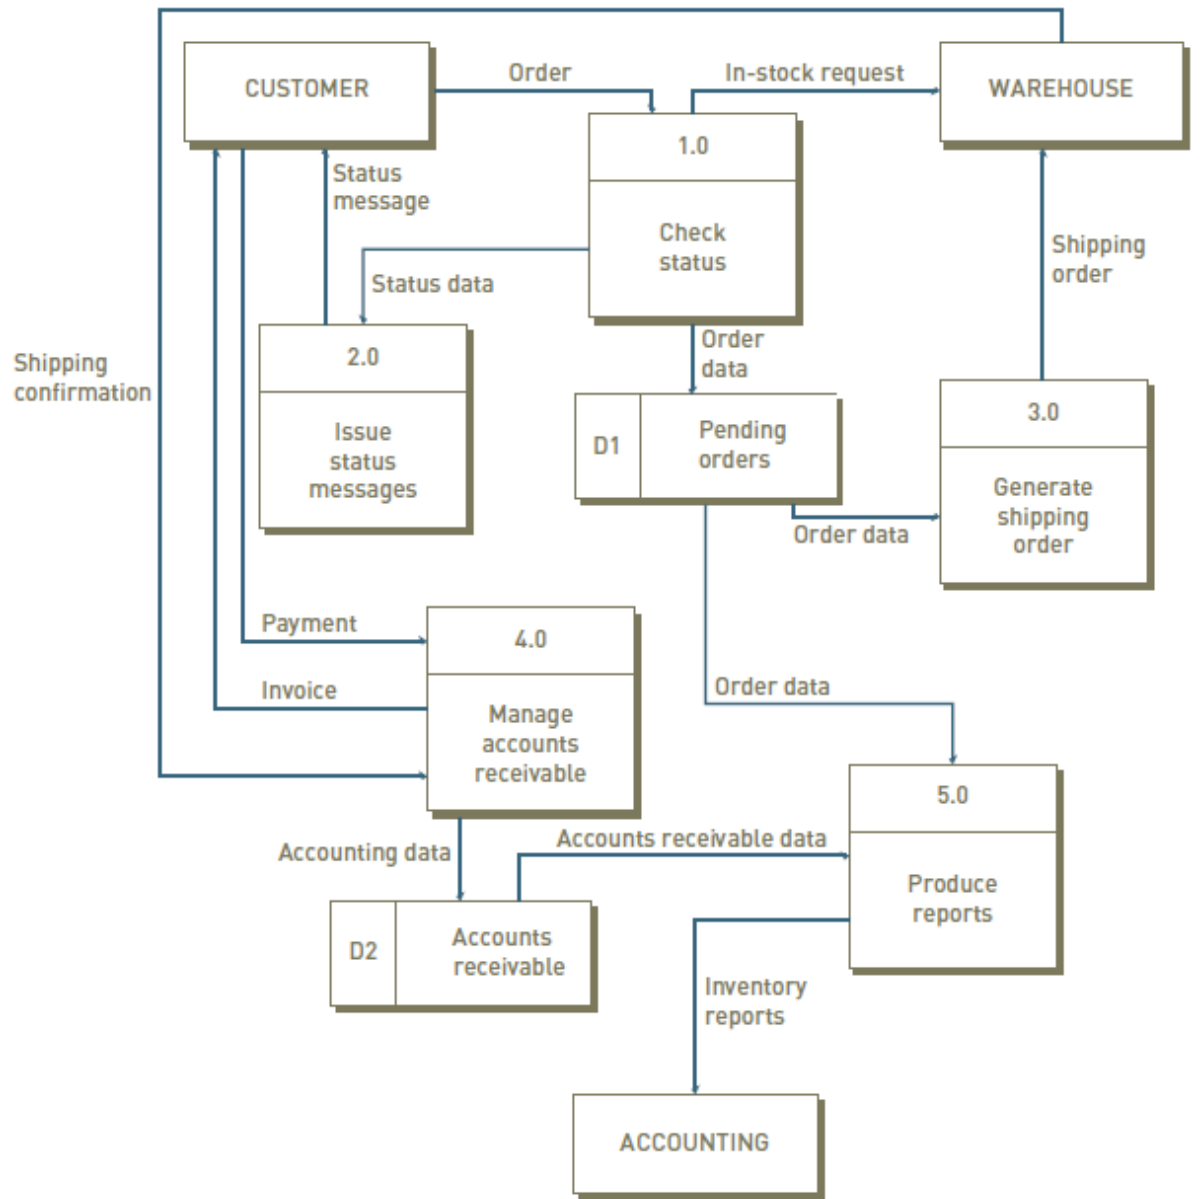 CUSTOMER
Order
In-stock request
WAREHOUSE
1.0
Check
status
Status
message
Status data
Shipping
order
Shipping
confirmation
2.0
Issue
status
messages
Order
data
D1
Pending
orders
3.0
Generate
shipping
order
Order data
Payment
Invoice
4.0
Manage
accounts
receivable
Order data
5.0
Produce
reports
Accounting data
Accounts receivable data
D2
Accounts
receivable
Inventory
reports
ACCOUNTING